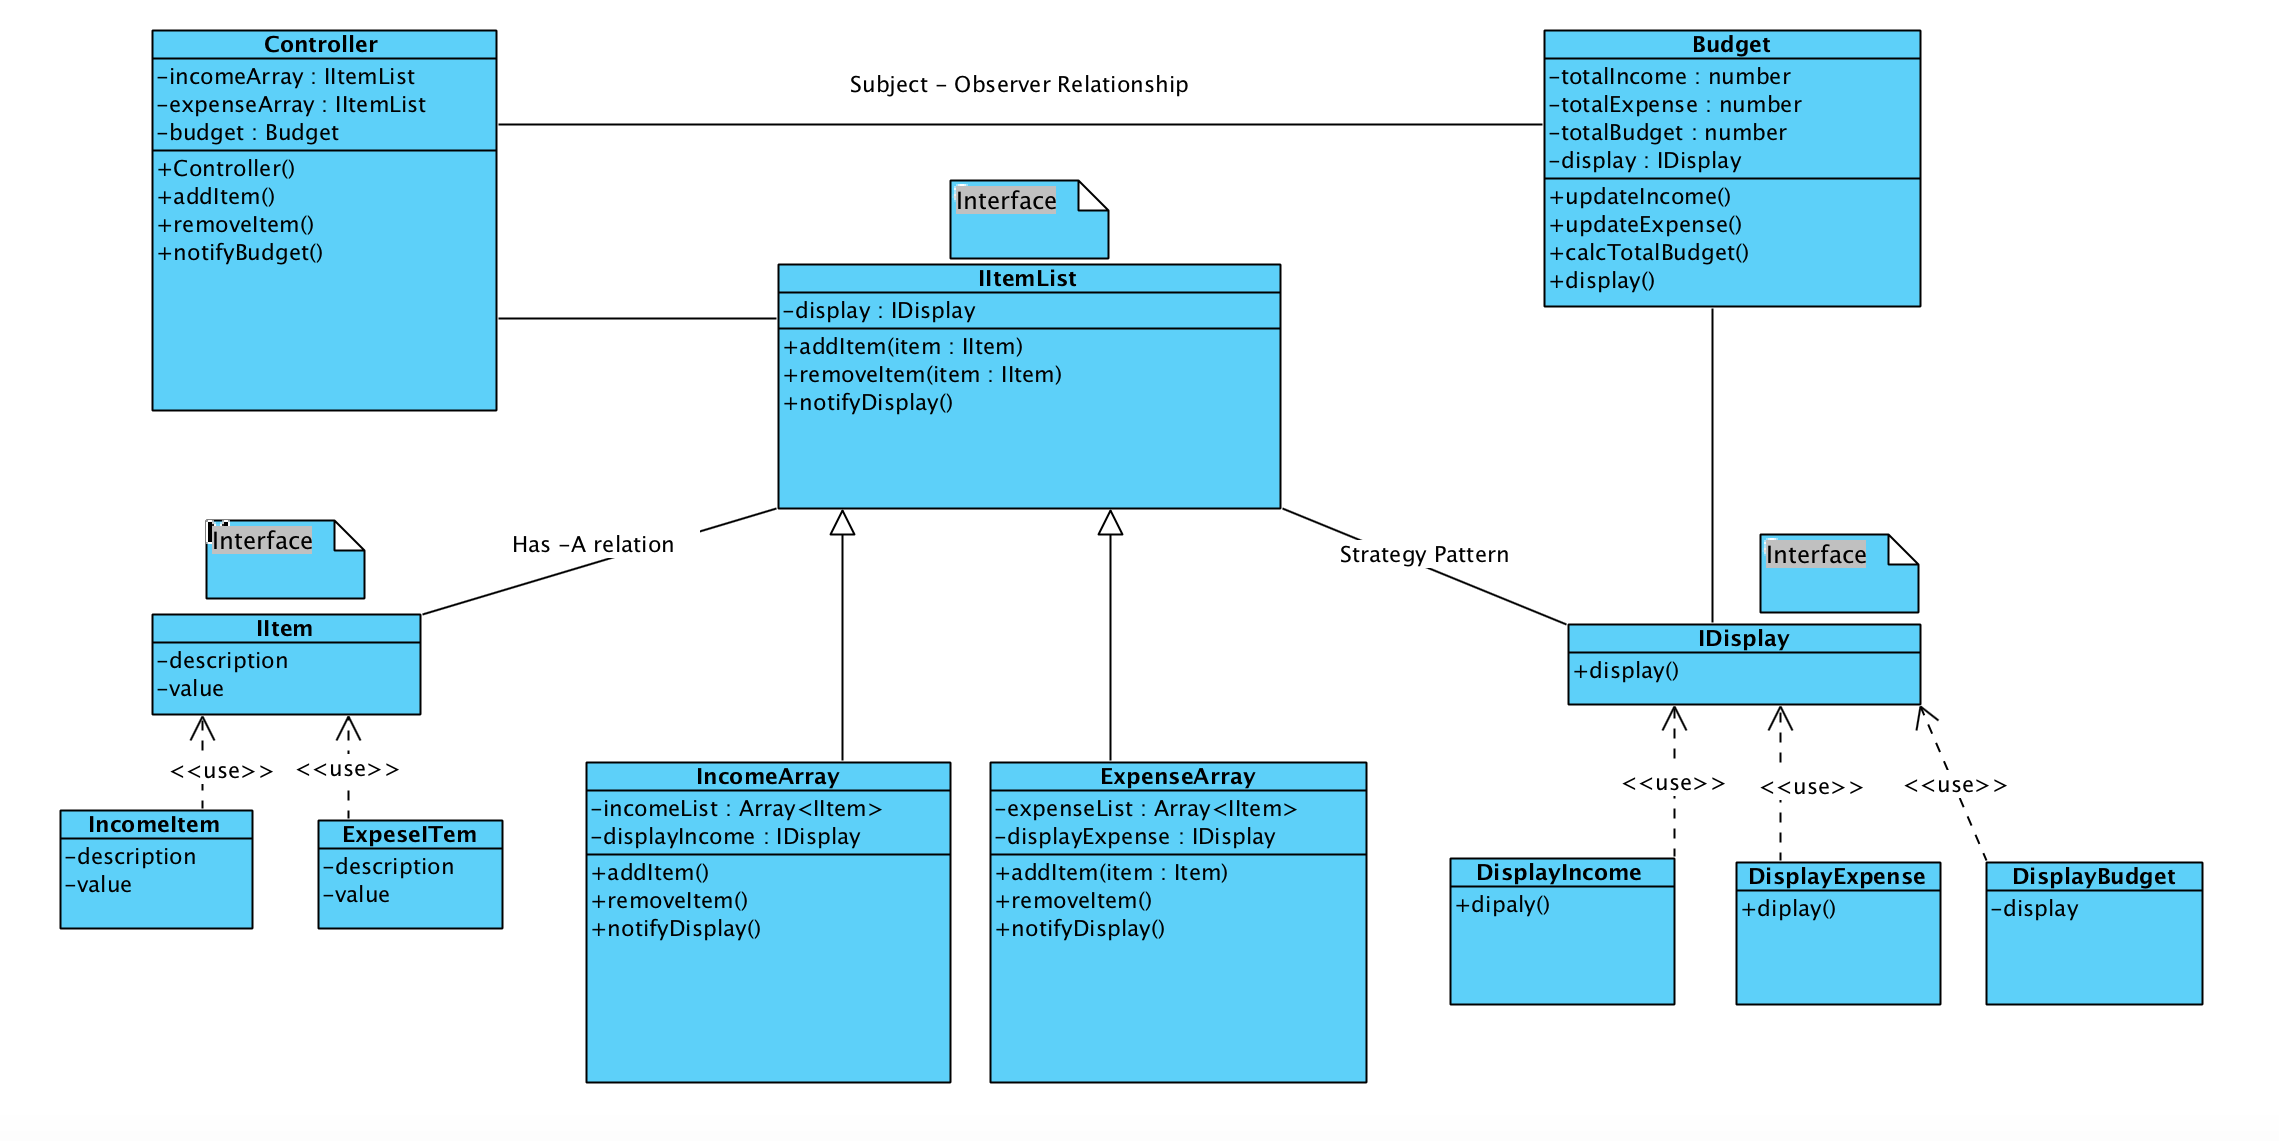 Controller
-incomeArray : IItemList
-expenseArray : IItemList
-budget : Budget
+Controller()
+addItem()
+removeItem()
+notifyBudget()
Subject - Observer Relationship
Budget
-totalIncome : number
-totalExpense : number
-totalBudget : number
-display : IDisplay
+updateIncome()
+updateExpense()
+calcTotalBudget()
+display()
Interface
IItemList
-display : IDisplay
+addItem(item : IItem)
+removeItem(item : IItem)
+notifyDisplay()
Has -A relation
Strategy Pattern
Interface
IItem
-description
-value
Interface
IDisplay
+display()
<<use>>
<<use>>
<<use>>
<<use>>
<<use>>
IncomeItem
-description
-value
ExpeseITem
-description
-value
IncomeArray
-incomeList : Array<IItem>
-displayIncome : IDisplay
+addItem()
+removeItem()
+notifyDisplay()
ExpenseArray
-expenseList : Array<IItem>
-displayExpense : IDisplay
+addItem(item : Item)
+removeItem()
+notifyDisplay()
DisplayIncome
+dipaly()
DisplayExpense
+diplay()
DisplayBudget
-display